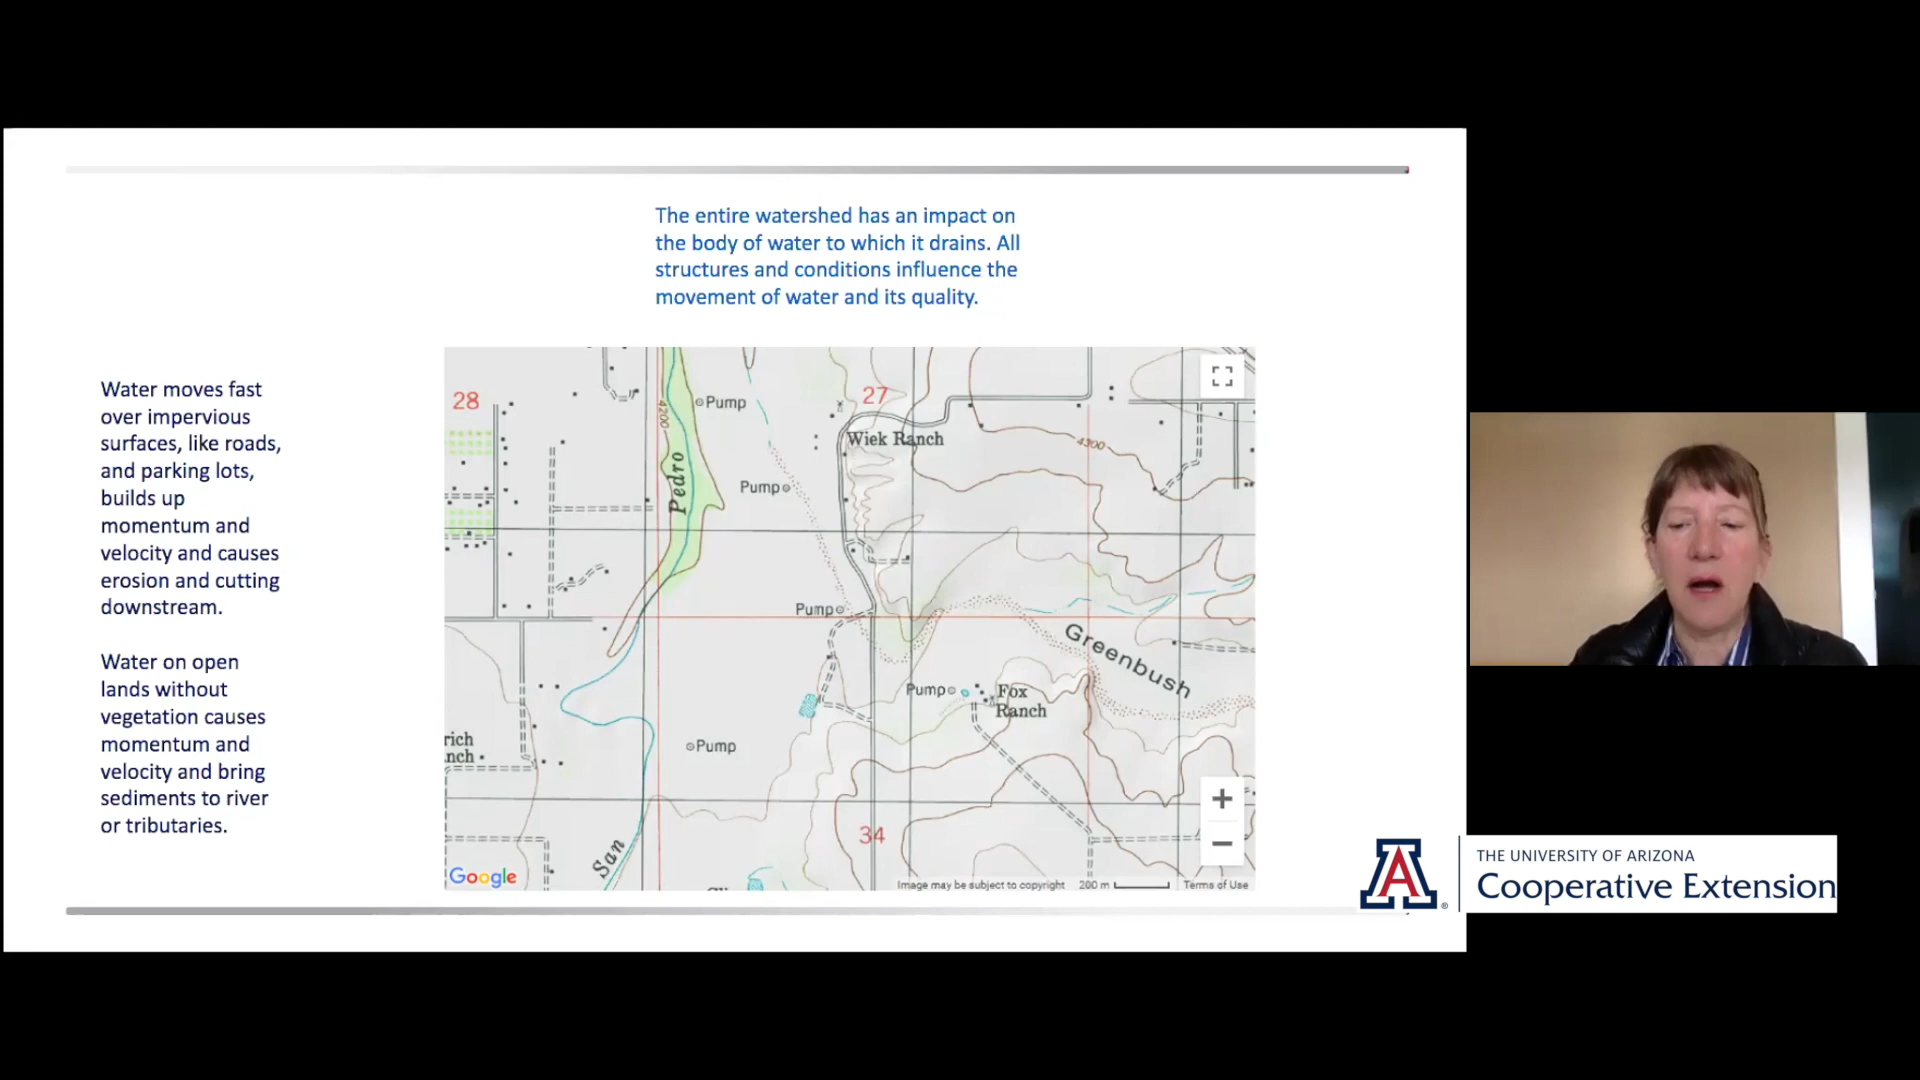 The entire watershed has an impact on
the body of water to which it drains. All
structures and conditions influence the
movement of water and its quality.
Water moves fast
over impervious
surfaces, like roads,
and parking lots,
builds up
momentum and
velocity and causes
erosion and cutting
downstream.
Water on open
lands without
vegetation causes
momentum and
velocity and bring
sediments to river
or tributaries.
28
4200
Pump
27
Wiek Ranch
4300
Pedro
Pump
Pump
Greenbush
Pump
Fox
Ranch
rich
nch
Pump
34
San
Google
Image may be subject to copyright
200 m
Terms of Use
A
THE UNIVERSITY OF ARIZONA
Cooperative Extension